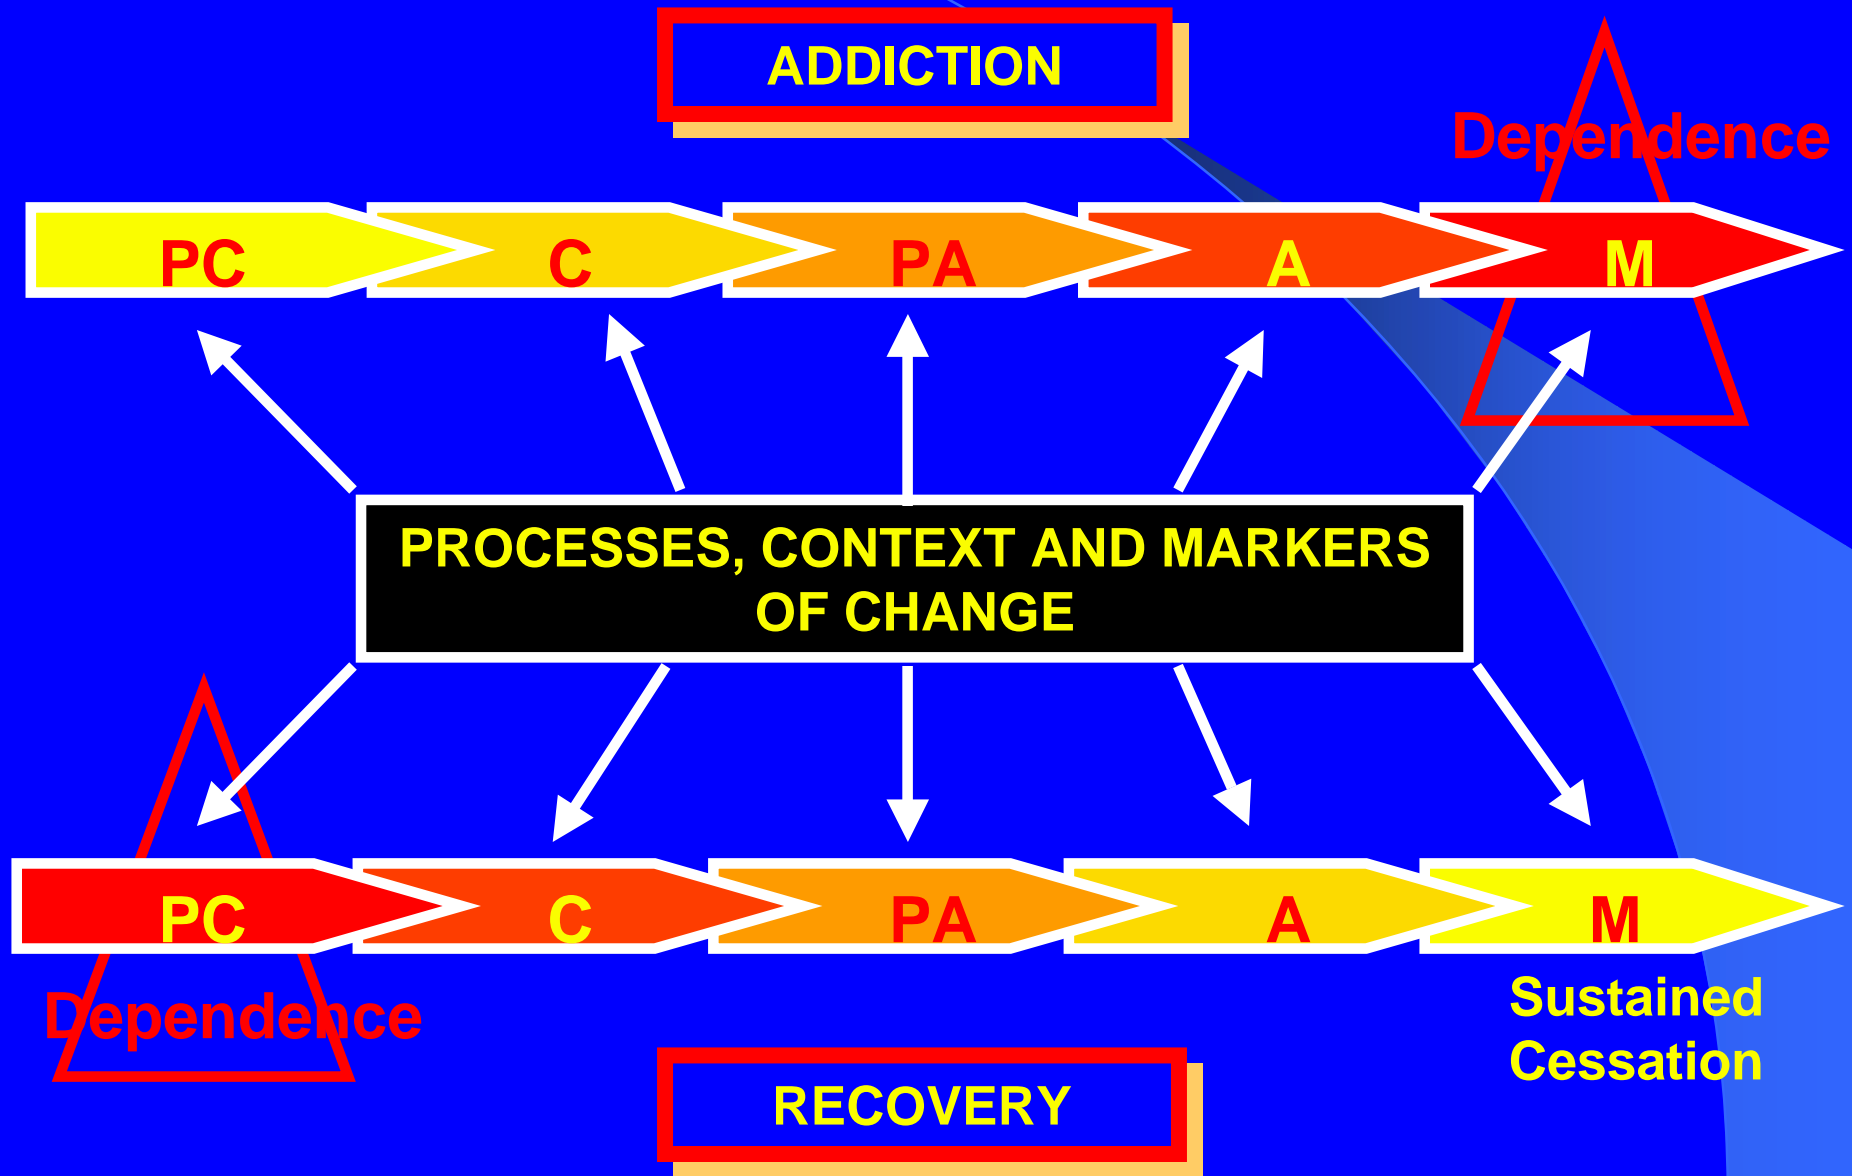 ADDICTION
Dependence
PC C PA A M
PROCESSES, CONTEXT AND MARKERS
OF CHANGE
PC C PA A M
Dependence
Sustained
Cessation
RECOVERY